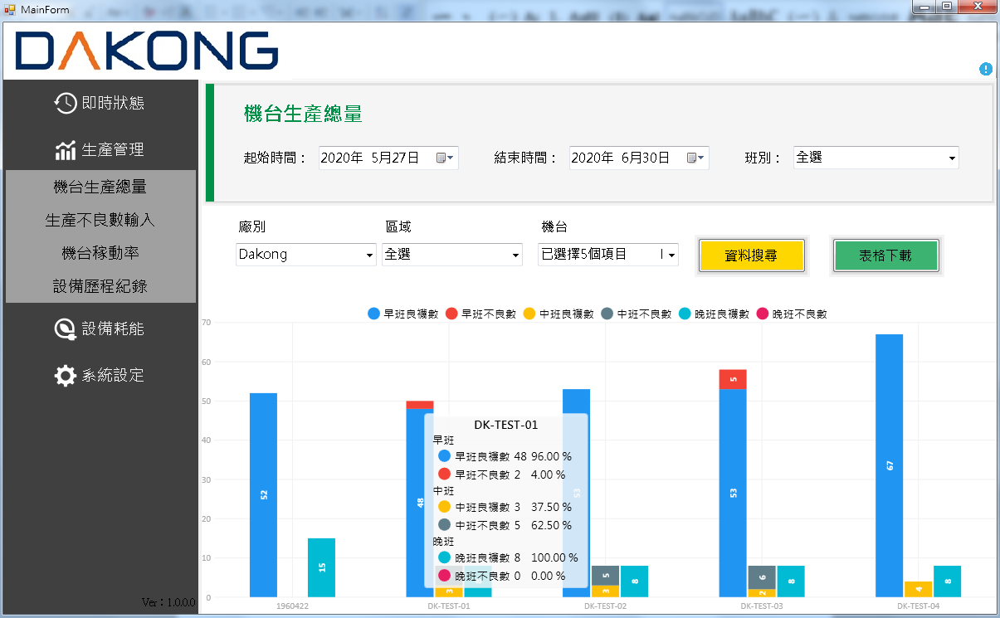 MainForm
DAKONG
即時狀態
生產管理
機台生產總量
生產不良數輸入
機台稼動率
設備歷程紀錄
設備耗能
系統設定
Ver：1.0.0.0
機台生產總量
起始時間： 2020年 5月27日 結束時間： 2020年 6月30日 班別： 全選
廠別 區域 機台
Dakong 全選 已選擇5個項目 資料搜尋 表格下載
早班良襪數 早班不良數 中班良襪數 中班不良數 晚班良襪數 晚班不良數
70
60
50
40
30
20
10
0
52
15
48
3
53
5
3
8
5
53
6
2
8
67
4
8
DK-TEST-01
早班
早班良襪數 48 96.00 %
早班不良數 2 4.00 %
中班
中班良襪數 3 37.50 %
中班不良數 5 62.50 %
晚班
晚班良襪數 8 100.00 %
晚班不良數 0 0.00 %
1960422 DK-TEST-01 DK-TEST-02 DK-TEST-03 DK-TEST-04